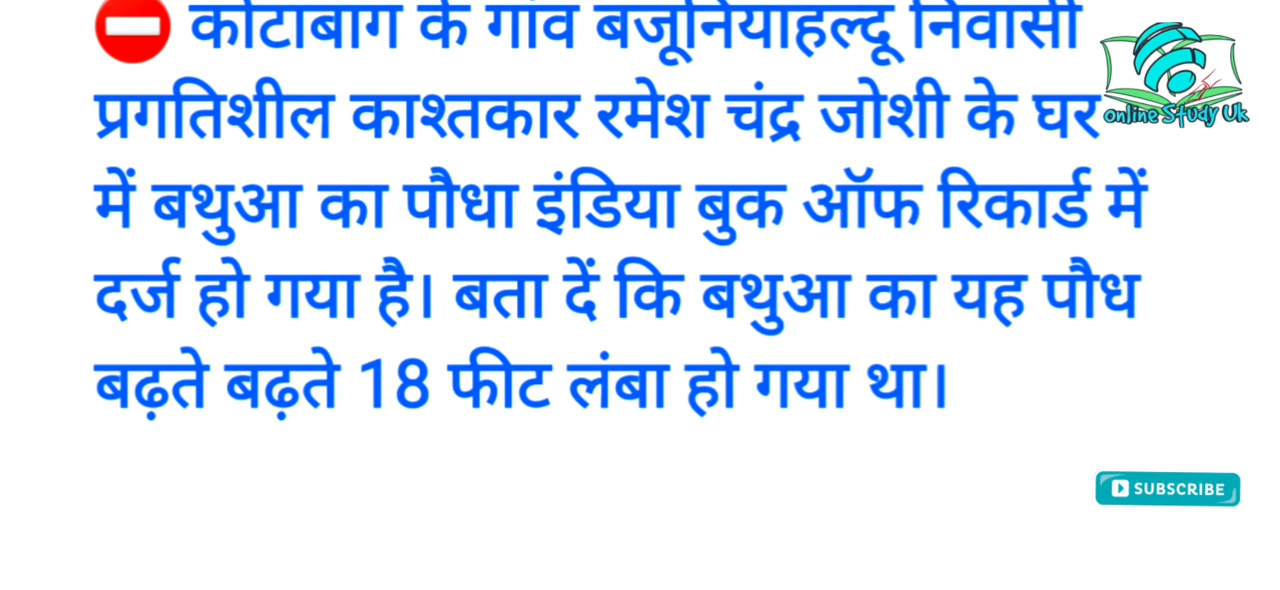 कोटाबाग के गांव बजूनियाहल्दू निवासी
प्रगतिशील काश्तकार रमेश चंद्र जोशी के घर
में बथुआ का पौधा इंडिया बुक ऑफ रिकार्ड में
दर्ज हो गया है। बता दें कि बथुआ का यह पौध
बढ़ते बढ़ते 18 फीट लंबा हो गया था।
online Study Uk
SUBSCRIBE